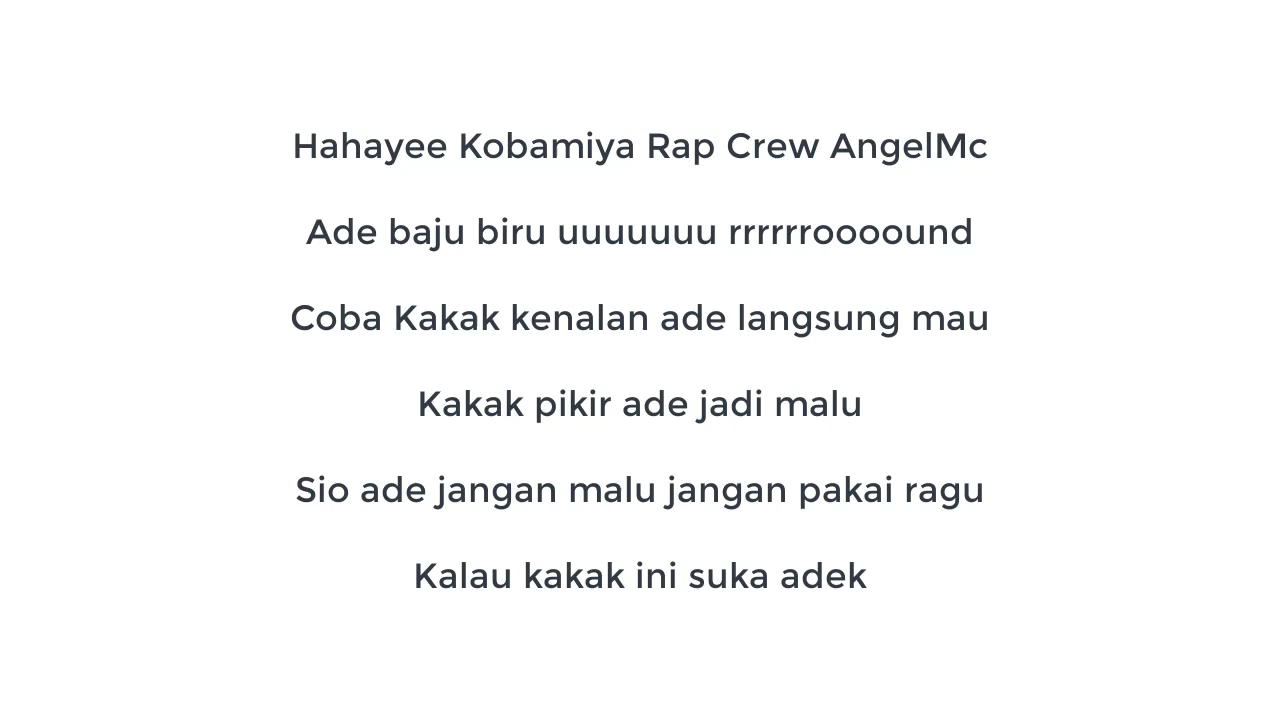 Hahayee Kobamiya Rap Crew AngelMc
Ade baju biru uuuuuuu rrrrrroooound
Coba Kakak kenalan ade langsung mau
Kakak pikir ade jadi malu
Sio ade jangan malu jangan pakai ragu
Kalau kakak ini suka adek